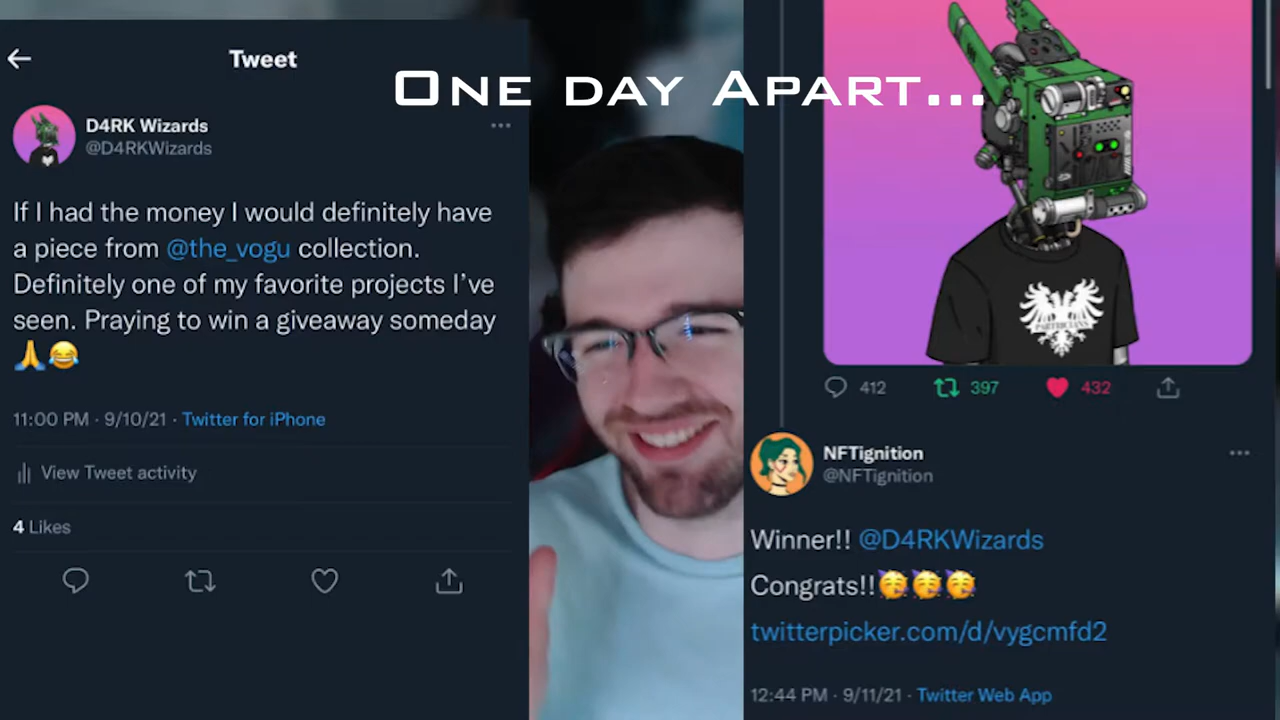 One day Apart...
Tweet
D4RK Wizards
@D4RKWizards
If I had the money I would definitely have
a piece from @the_vogu collection.
Definitely one of my favorite projects I've
seen. Praying to win a giveaway someday
🙏😂
11:00 PM · 9/10/21 · Twitter for iPhone
View Tweet activity
4 Likes
PARTRICIANS
412 397 432
NFTignition
@NFTignition
Winner!! @D4RKWizards
Congrats!!🥳🥳🥳
twitterpicker.com/d/vygcmfd2
12:44 PM · 9/11/21 · Twitter Web App